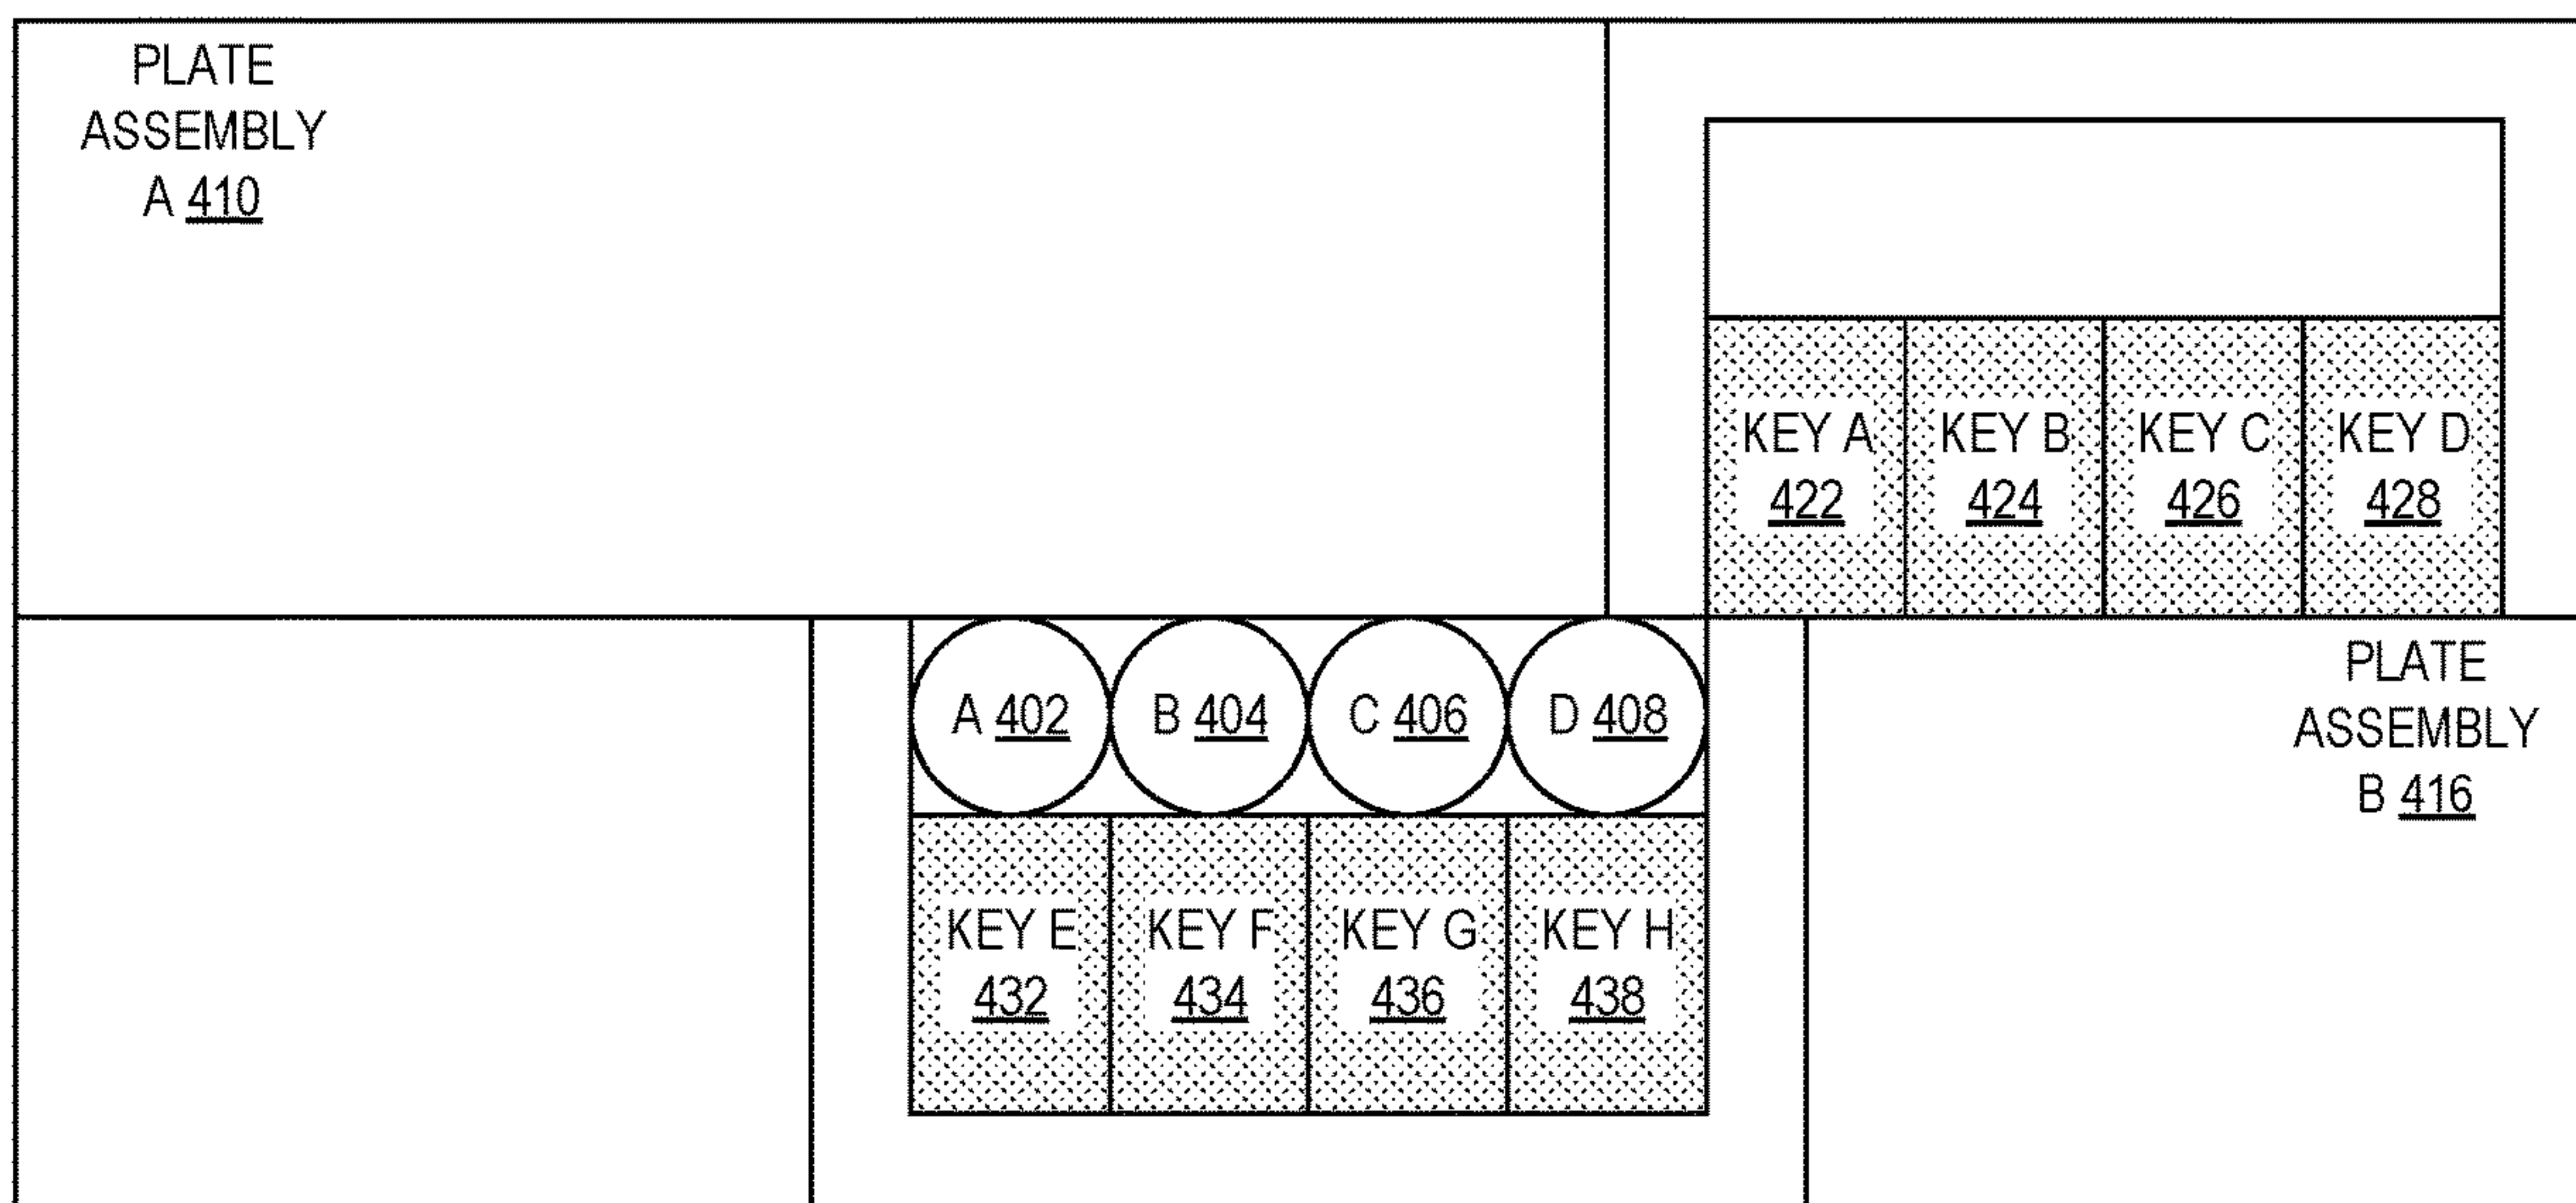 PLATE
ASSEMBLY
A 410
KEY A
422
KEY B
424
KEY C
426
KEY D
428
A 402
B 404
C 406
D 408
PLATE
ASSEMBLY
B 416
KEY E
432
KEY F
434
KEY G
436
KEY H
438